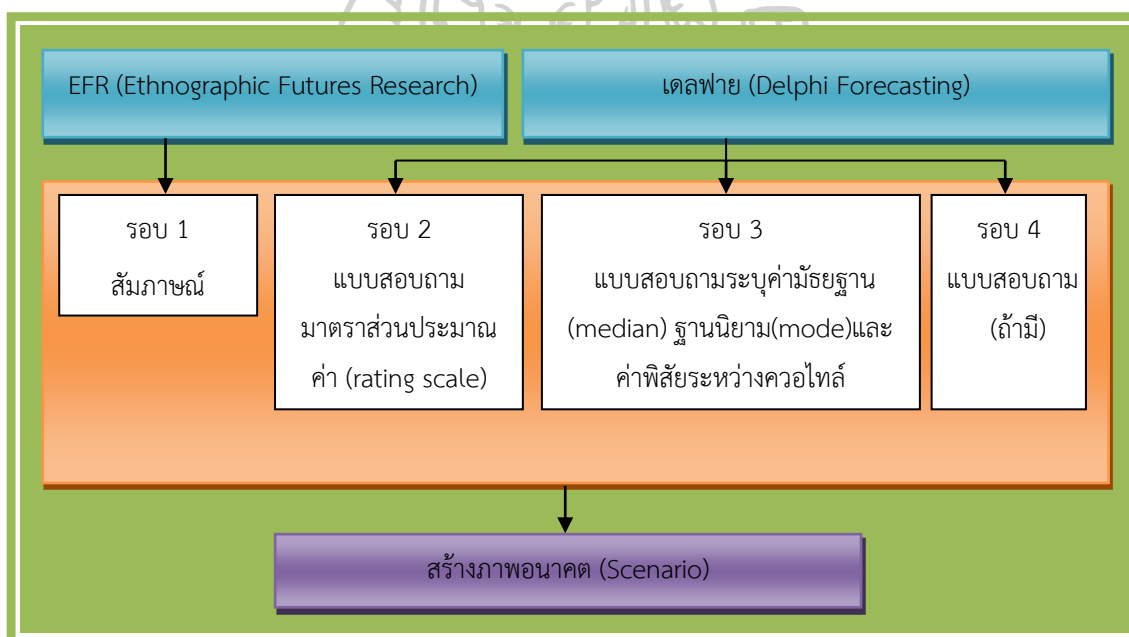 EFR (Ethnographic Futures Research)
เดลฟาย (Delphi Forecasting)
รอบ 1
สัมภาษณ์
รอบ 2
แบบสอบถาม
มาตราส่วนประมาณ
ค่า (rating scale)
รอบ 3
แบบสอบถามระบุค่ามัธยฐาน
(median) ฐานนิยาม(mode)และ
ค่าพิสัยระหว่างควอไทล์
รอบ 4
แบบสอบถาม
(ถ้ามี)
สร้างภาพอนาคต (Scenario)